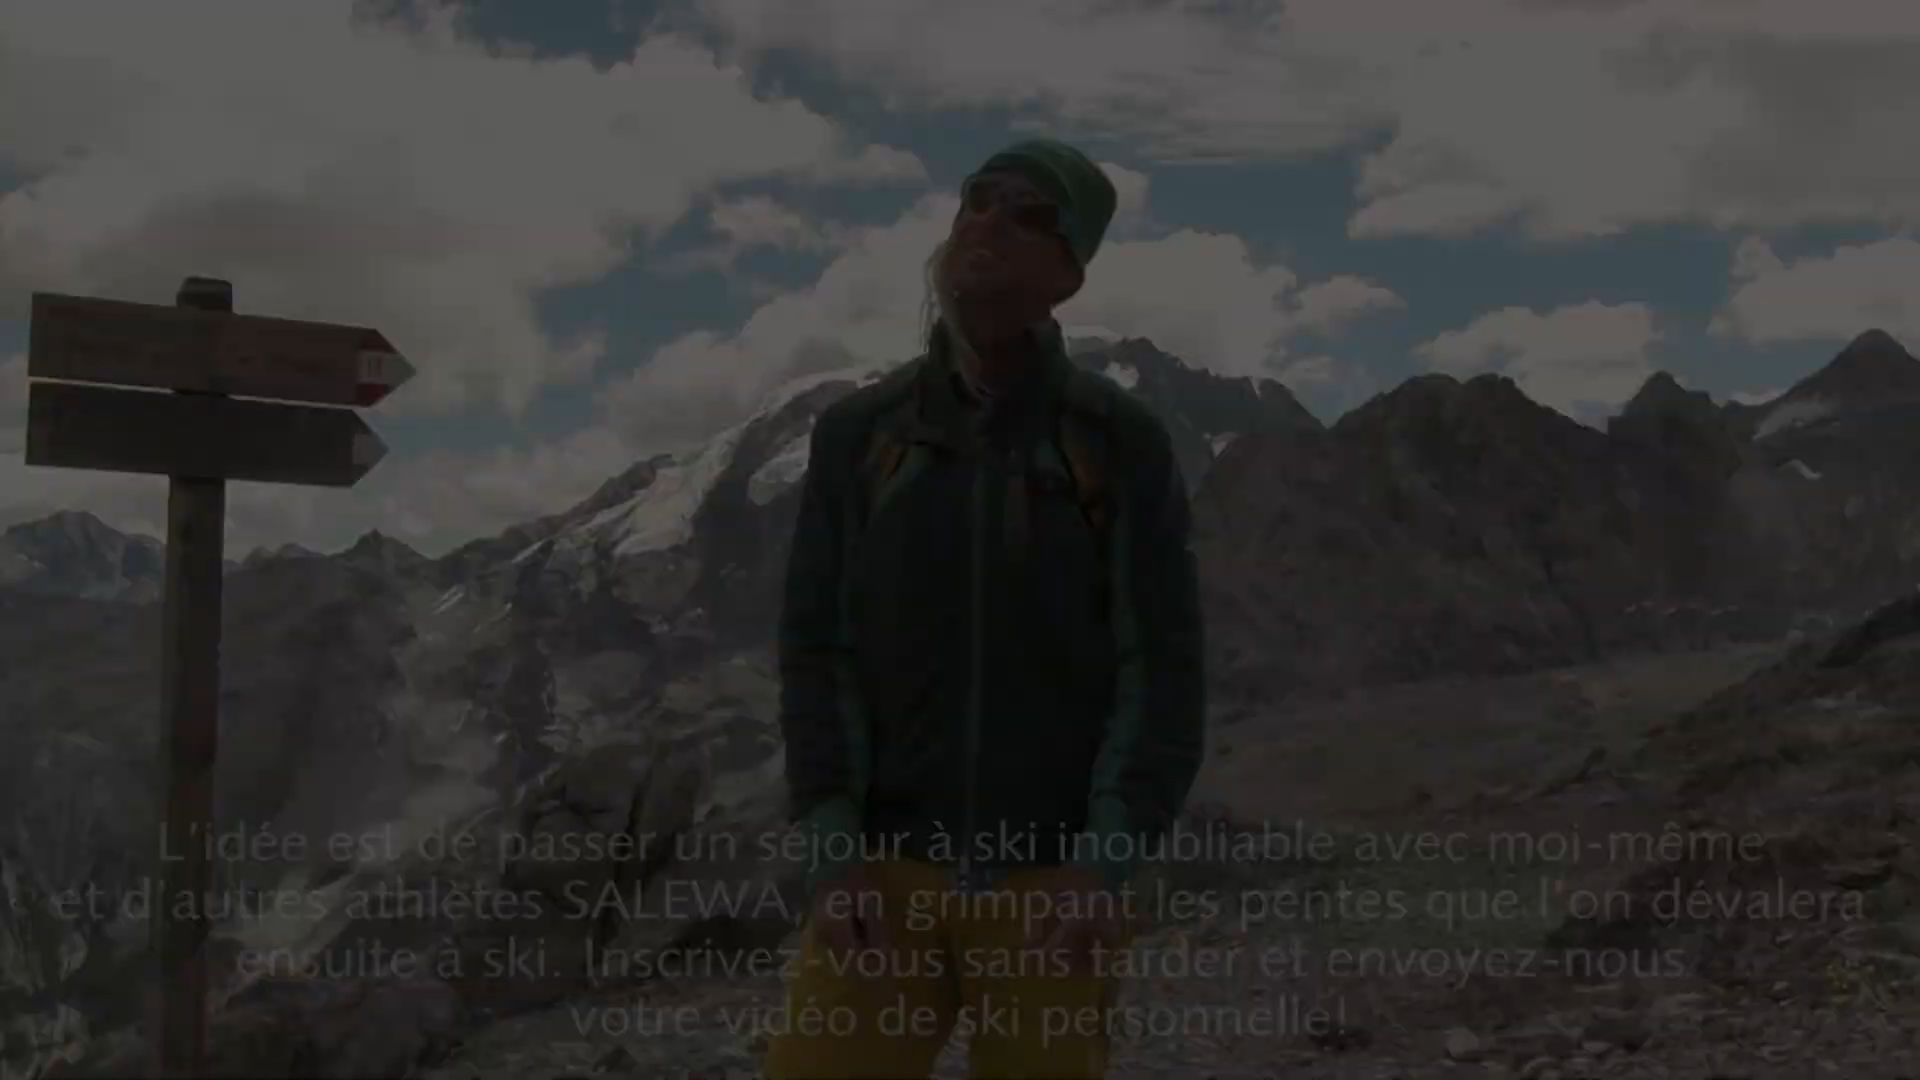 L'idée est de passer un séjour à ski inoubliable avec moi-même
et d'autres athlètes SALEWA, en grimpant les pentes que l'on dévalera
ensuite à ski. Inscrivez-vous sans tarder et envoyez-nous
votre vidéo de ski personnelle!